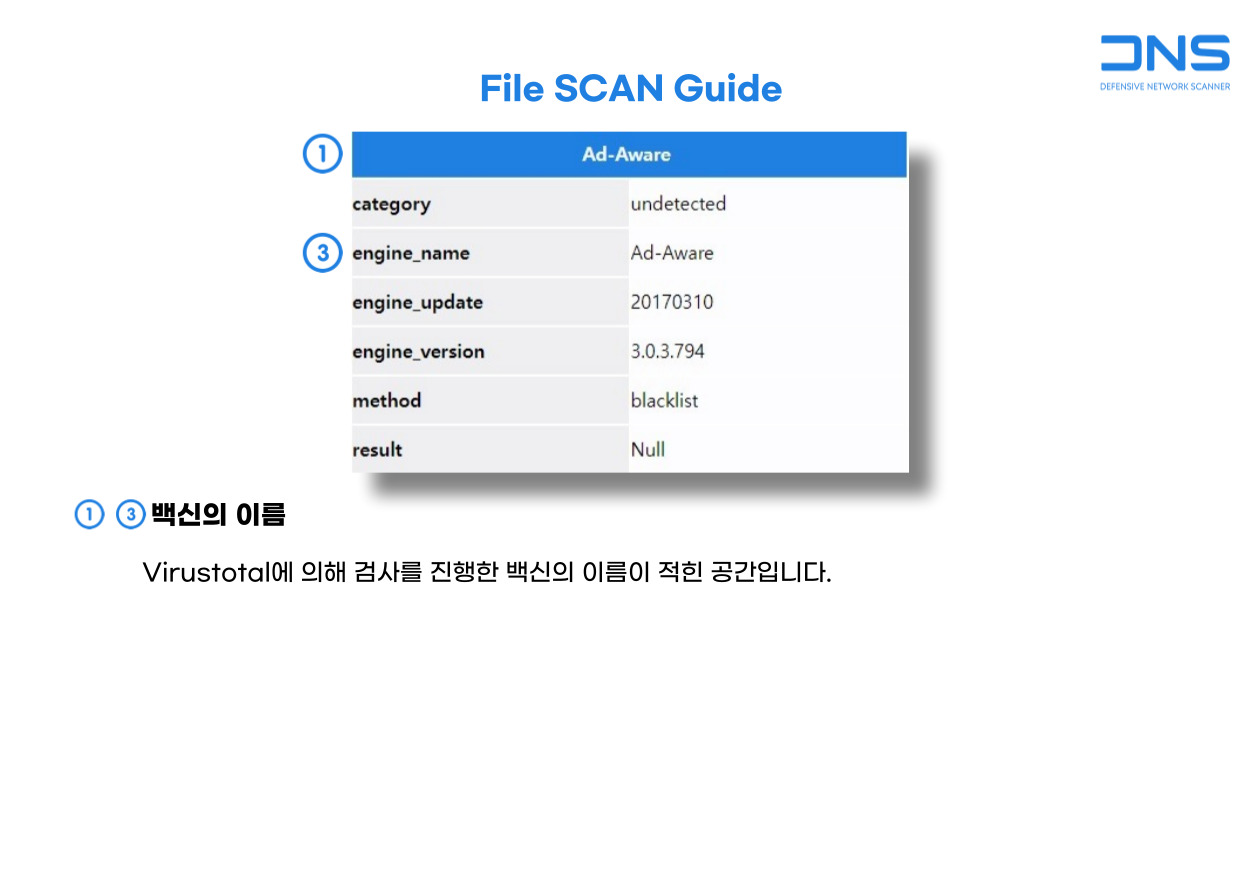 DNS
DEFENSIVE NETWORK SCANNER
File SCAN Guide
1 Ad-Aware
category undetected
3 engine_name Ad-Aware
engine_update 20170310
engine_version 3.0.3.794
method blacklist
result Null
1 3 백신의 이름
Virustotal에 의해 검사를 진행한 백신의 이름이 적힌 공간입니다.